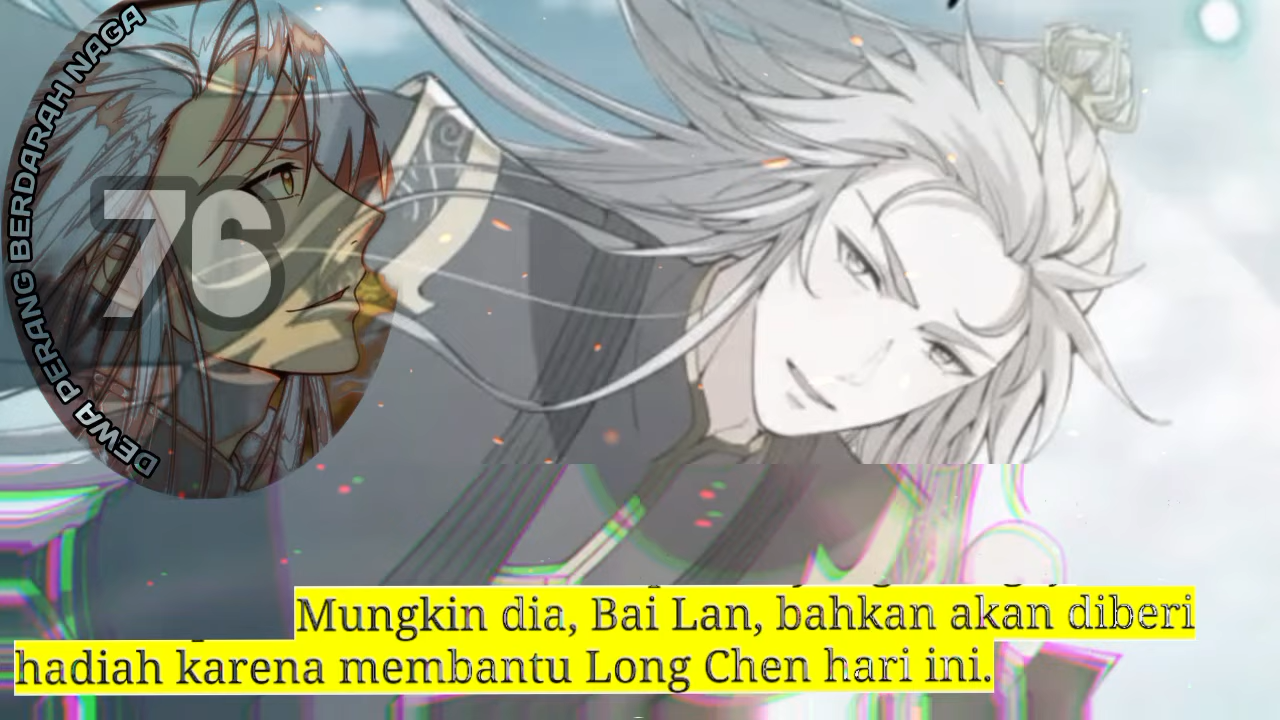 DEWA PERANG BERDARAH NAGA
76
Mungkin dia, Bai Lan, bahkan akan diberi
hadiah karena membantu Long Chen hari ini.